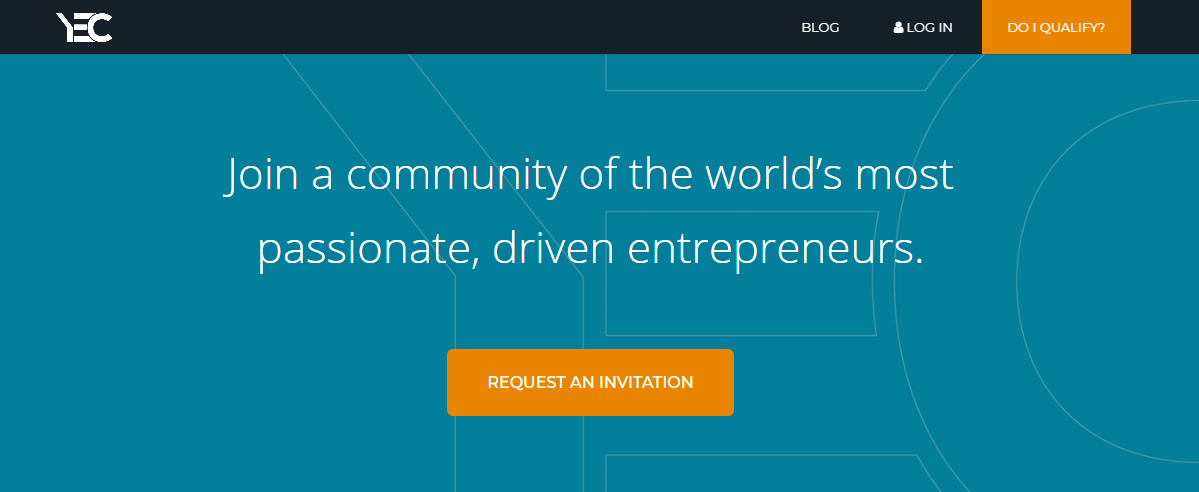 YEC
BLOG
LOG IN
DO I QUALIFY?
Join a community of the world’s most
passionate, driven entrepreneurs.
REQUEST AN INVITATION